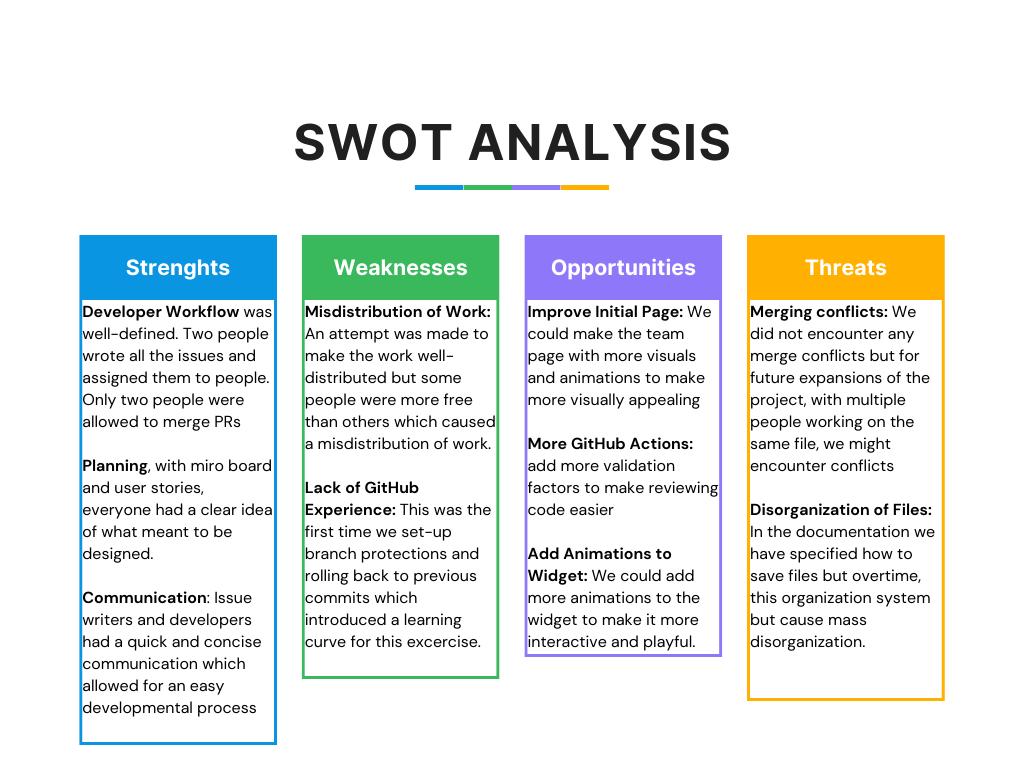 SWOT ANALYSIS
Strenghts
Developer Workflow was
well-defined. Two people
wrote all the issues and
assigned them to people.
Only two people were
allowed to merge PRs
Planning, with miro board
and user stories,
everyone had a clear idea
of what meant to be
designed.
Communication: Issue
writers and developers
had a quick and concise
communication which
allowed for an easy
developmental process
Weaknesses
Misdistribution of Work:
An attempt was made to
make the work well-
distributed but some
people were more free
than others which caused
a misdistribution of work.
Lack of GitHub
Experience: This was the
first time we set-up
branch protections and
rolling back to previous
commits which
introduced a learning
curve for this excercise.
Opportunities
Improve Initial Page: We
could make the team
page with more visuals
and animations to make
more visually appealing
More GitHub Actions:
add more validation
factors to make reviewing
code easier
Add Animations to
Widget: We could add
more animations to the
widget to make it more
interactive and playful.
Threats
Merging conflicts: We
did not encounter any
merge conflicts but for
future expansions of the
project, with multiple
people working on the
same file, we might
encounter conflicts
Disorganization of Files:
In the documentation we
have specified how to
save files but overtime,
this organization system
but cause mass
disorganization.